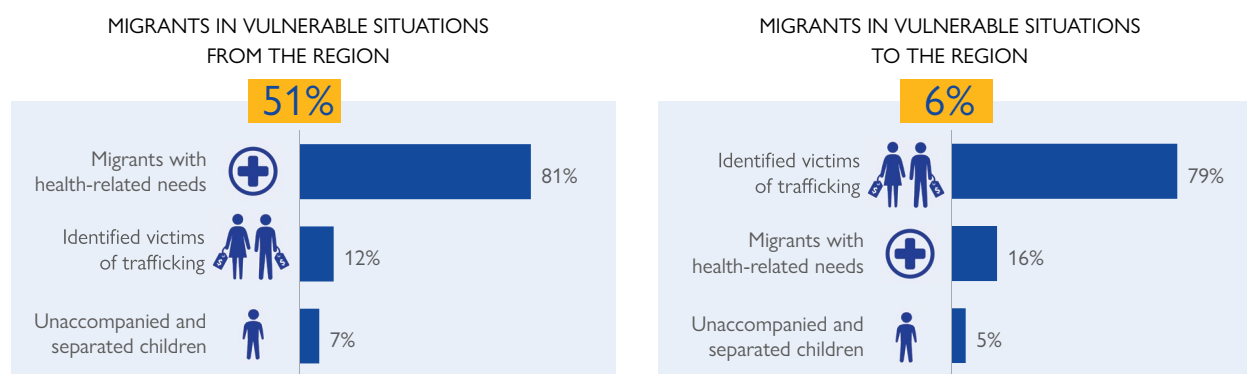 MIGRANTS IN VULNERABLE SITUATIONS
FROM THE REGION
51%
Migrants with
health-related needs
81%
Identified victims
of trafficking
$
$
12%
Unaccompanied and
separated children
7%
MIGRANTS IN VULNERABLE SITUATIONS
TO THE REGION
6%
Identified victims
of trafficking
$
$
79%
Migrants with
health-related needs
16%
Unaccompanied and
separated children
5%